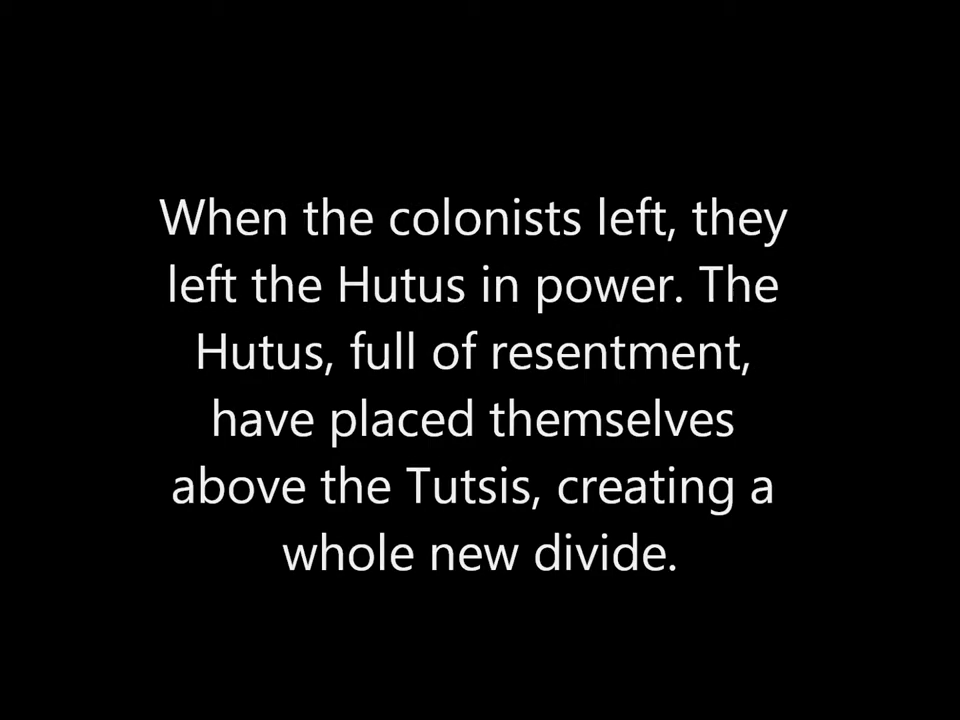 When the colonists left, they
left the Hutus in power. The
Hutus, full of resentment,
have placed themselves
above the Tutsis, creating a
whole new divide.